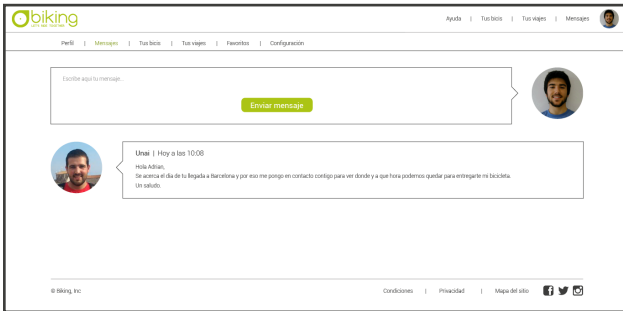 biking
Ayuda | Tus bicis | Tus viajes | Mensajes
Perfil | Mensajes | Tus bicis | Tus viajes | Favoritos | Configuración
Escribe aqui tu mensaje...
Enviar mensaje
Unai | Hoy a las 10:08
Hola Adrian,
Se acerca el día de tu llegada a Barcelona y por eso me pongo en contacto contigo para ver donde y a que hora podemos quedar para entregarte mi bicicleta.
Un saludo.
© Biking, Inc
Condiciones | Privacidad | Mapa del sitio